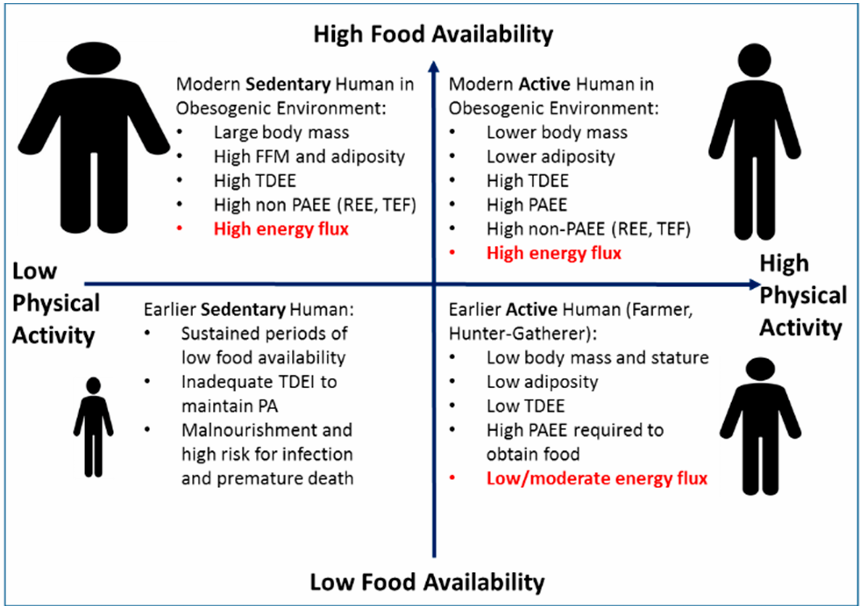 High Food Availability
Modern Sedentary Human in
Obesogenic Environment:
• Large body mass
• High FFM and adiposity
• High TDEE
• High non PAEE (REE, TEF)
• High energy flux
Modern Active Human in
Obesogenic Environment:
• Lower body mass
• Lower adiposity
• High TDEE
• High PAEE
• High non-PAEE (REE, TEF)
• High energy flux
Low
Physical
Activity
High
Physical
Activity
Earlier Sedentary Human:
• Sustained periods of
low food availability
• Inadequate TDEI to
maintain PA
• Malnourishment and
high risk for infection
and premature death
Earlier Active Human (Farmer,
Hunter-Gatherer):
• Low body mass and stature
• Low adiposity
• Low TDEE
• High PAEE required to
obtain food
• Low/moderate energy flux
Low Food Availability